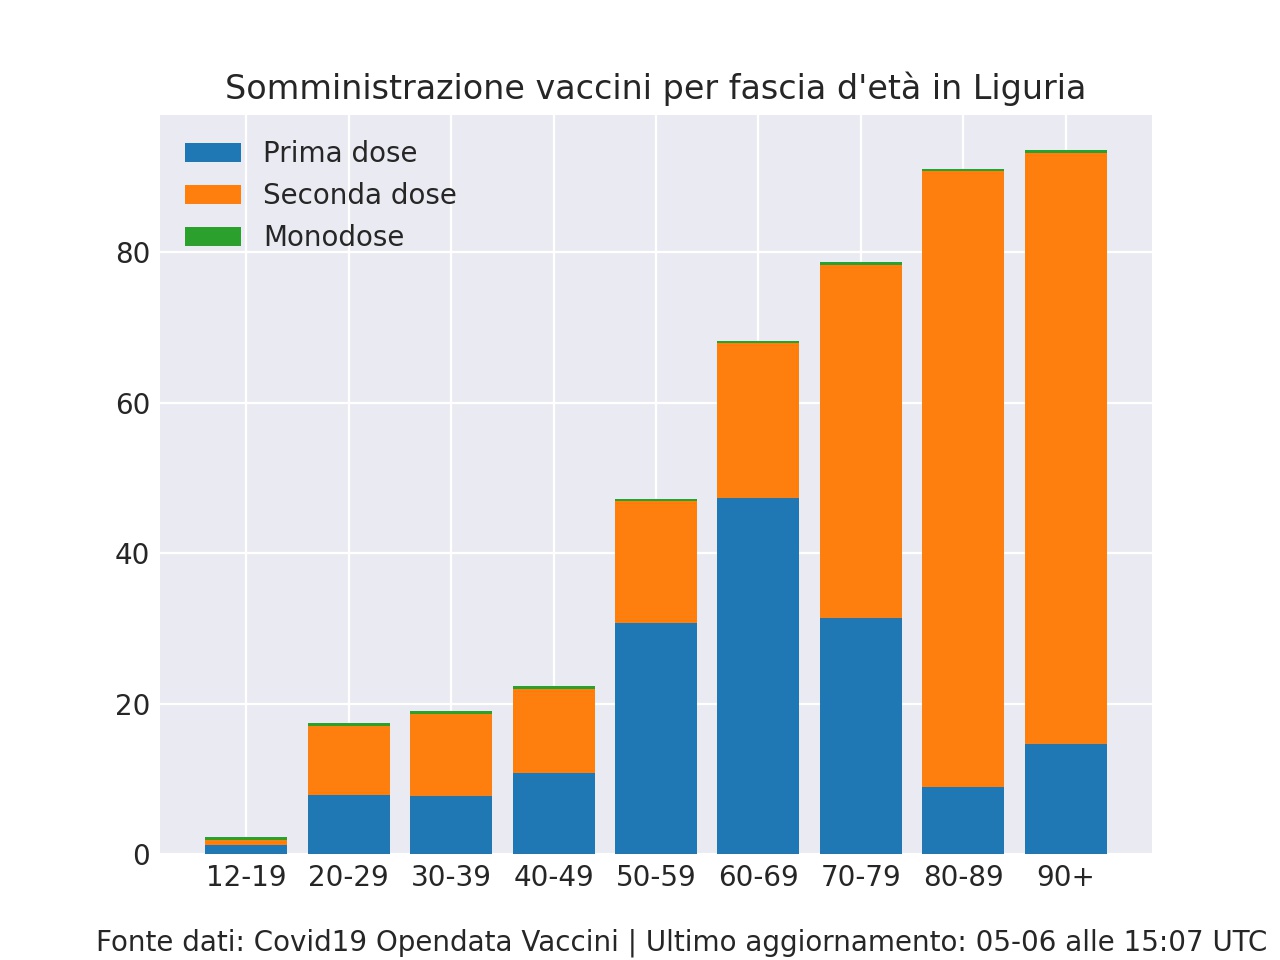 Somministrazione vaccini per fascia d'età in Liguria
Prima dose
Seconda dose
Monodose
80
60
40
20
0
12-19 20-29 30-39 40-49 50-59 60-69 70-79 80-89 90+
Fonte dati: Covid19 Opendata Vaccini | Ultimo aggiornamento: 05-06 alle 15:07 UTC